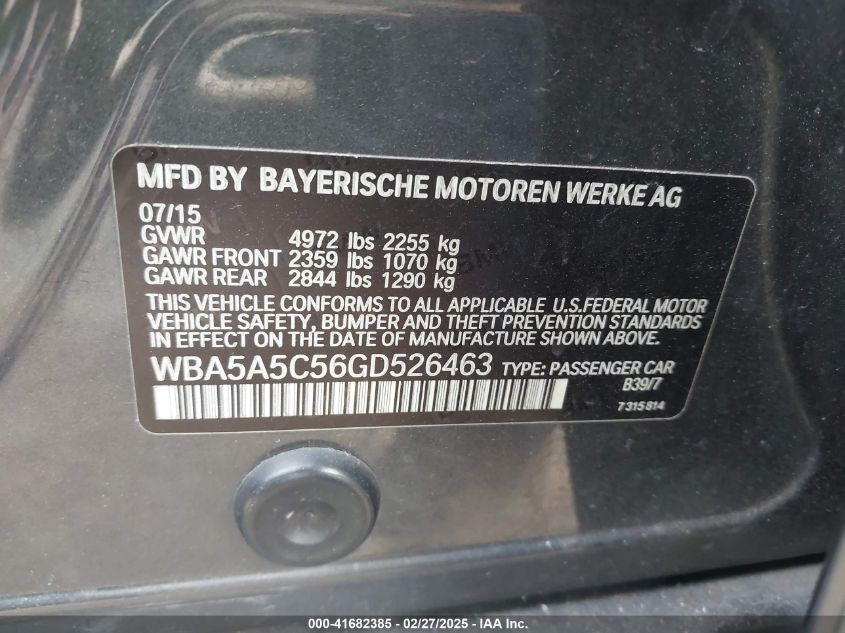 MFD BY BAYERISCHE MOTOREN WERKE AG
07/15
GVWR 4972 lbs 2255 kg
GAWR FRONT 2359 lbs 1070 kg
GAWR REAR 2844 lbs 1290 kg
THIS VEHICLE CONFORMS TO ALL APPLICABLE U.S.FEDERAL MOTOR
VEHICLE SAFETY, BUMPER AND THEFT PREVENTION STANDARDS
IN EFFECT ON THE DATE OF MANUFACTURE SHOWN ABOVE.
WBA5A5C56GD526463 TYPE: PASSENGER CAR
B39/7
7315814
000-41682385 - 02/27/2025 - IAA Inc.